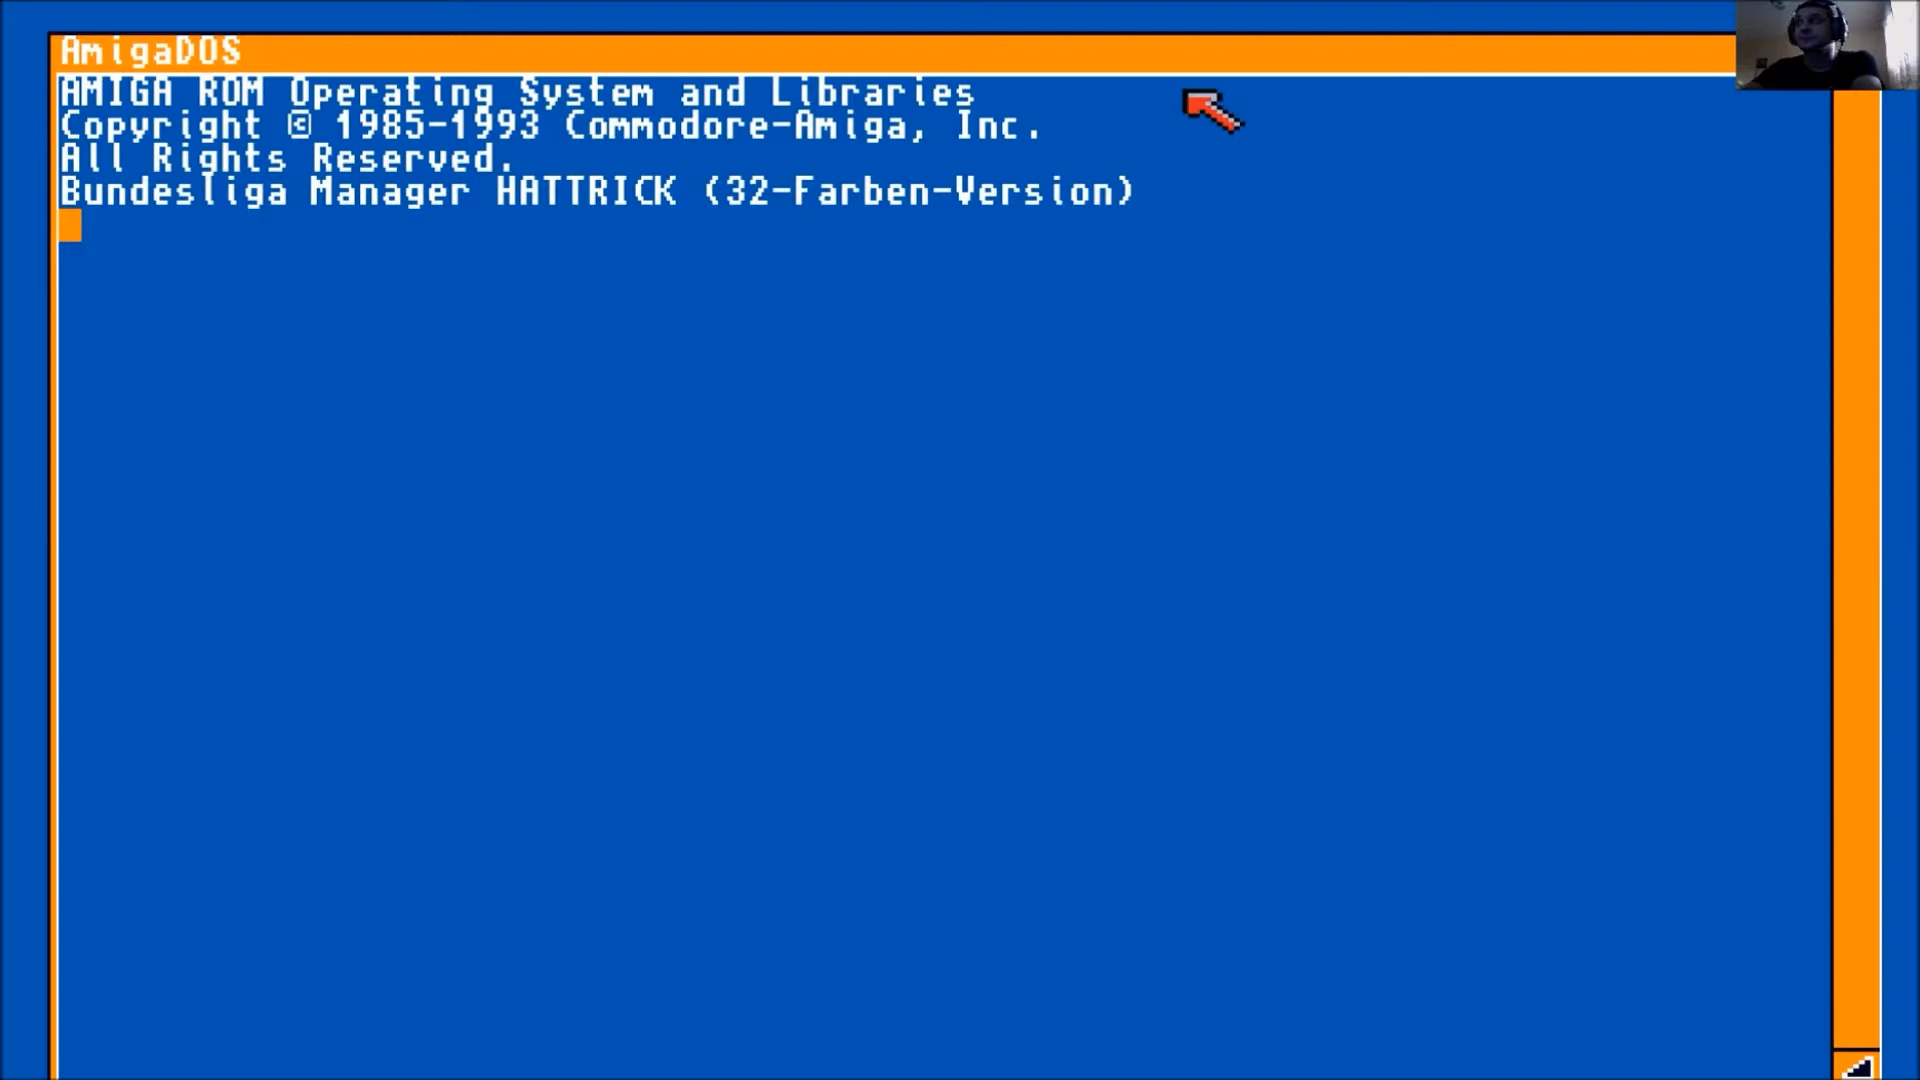 AmigaDOS
AMIGA ROM Operating System and Libraries
Copyright © 1985-1993 Commodore-Amiga, Inc.
All Rights Reserved.
Bundesliga Manager HATTRICK (32-Farben-Version)